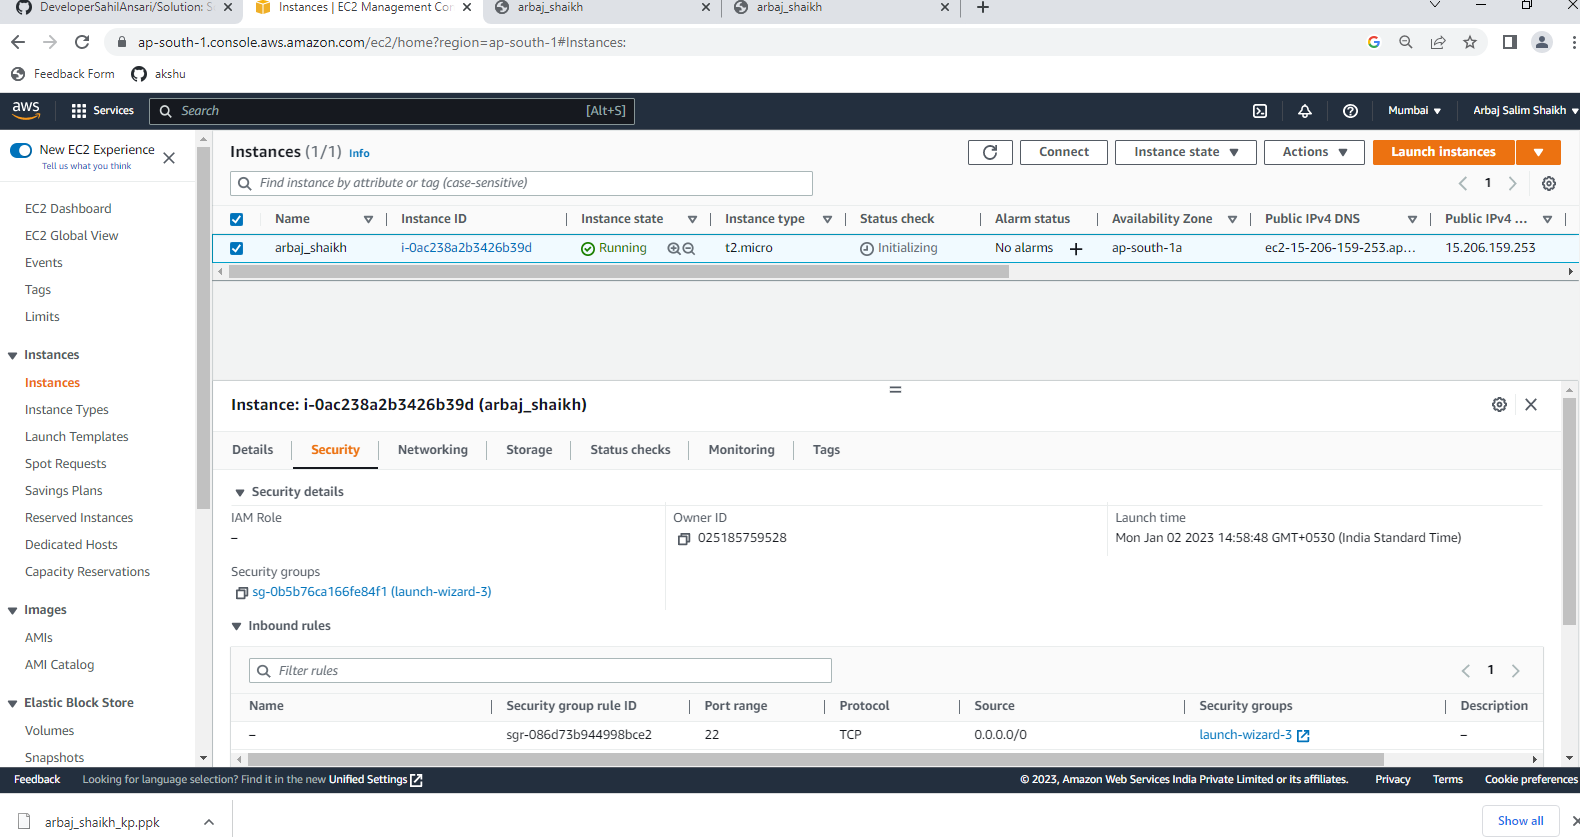 DeveloperSahilAnsari/Solution: S
Instances | EC2 Management Con
arbaj_shaikh
arbaj_shaikh
ap-south-1.console.aws.amazon.com/ec2/home?region=ap-south-1#Instances:
Feedback Form
akshu
aws
Services
Search
[Alt+S]
Mumbai
Arbaj Salim Shaikh
New EC2 Experience
Tell us what you think
EC2 Dashboard
EC2 Global View
Events
Tags
Limits
Instances
Instances
Instance Types
Launch Templates
Spot Requests
Savings Plans
Reserved Instances
Dedicated Hosts
Capacity Reservations
Images
AMIs
AMI Catalog
Elastic Block Store
Volumes
Snapshots
Instances (1/1) Info
Connect
Instance state
Actions
Launch instances
Find instance by attribute or tag (case-sensitive)
1
Name Instance ID Instance state Instance type Status check Alarm status Availability Zone Public IPv4 DNS Public IPv4 ...
arbaj_shaikh i-0ac238a2b3426b39d Running t2.micro Initializing No alarms + ap-south-1a ec2-15-206-159-253.ap... 15.206.159.253
Instance: i-0ac238a2b3426b39d (arbaj_shaikh)
Details Security Networking Storage Status checks Monitoring Tags
Security details
IAM Role Owner ID Launch time
– 025185759528 Mon Jan 02 2023 14:58:48 GMT+0530 (India Standard Time)
Security groups
sg-0b5b76ca166fe84f1 (launch-wizard-3)
Inbound rules
Filter rules
1
Name Security group rule ID Port range Protocol Source Security groups Description
– sgr-086d73b944998bce2 22 TCP 0.0.0.0/0 launch-wizard-3 –
Feedback Looking for language selection? Find it in the new Unified Settings © 2023, Amazon Web Services India Private Limited or its affiliates. Privacy Terms Cookie preferences
arbaj_shaikh_kp.ppk
Show all